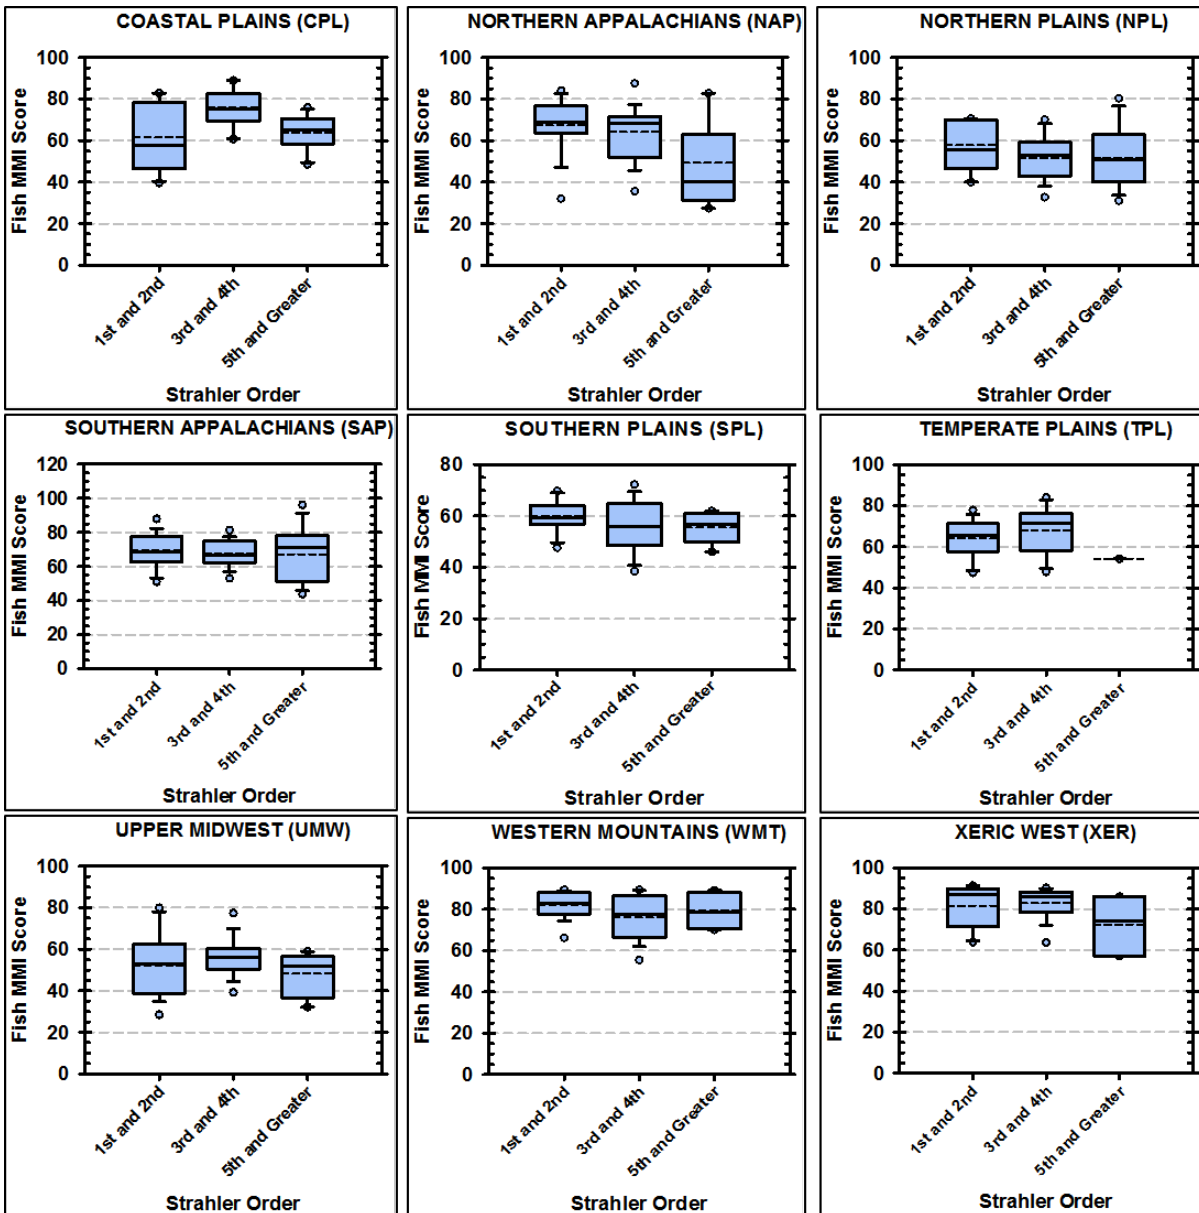 COASTAL PLAINS (CPL)
Fish MMI Score
100
80
60
40
20
0
1st and 2nd
3rd and 4th
5th and Greater
Strahler Order
NORTHERN APPALACHIANS (NAP)
Fish MMI Score
100
80
60
40
20
0
1st and 2nd
3rd and 4th
5th and Greater
Strahler Order
NORTHERN PLAINS (NPL)
Fish MMI Score
100
80
60
40
20
0
1st and 2nd
3rd and 4th
5th and Greater
Strahler Order
SOUTHERN APPALACHIANS (SAP)
Fish MMI Score
120
100
80
60
40
20
0
1st and 2nd
3rd and 4th
5th and Greater
Strahler Order
SOUTHERN PLAINS (SPL)
Fish MMI Score
80
60
40
20
0
1st and 2nd
3rd and 4th
5th and Greater
Strahler Order
TEMPERATE PLAINS (TPL)
Fish MMI Score
100
80
60
40
20
0
1st and 2nd
3rd and 4th
5th and Greater
Strahler Order
UPPER MIDWEST (UMW)
Fish MMI Score
100
80
60
40
20
0
1st and 2nd
3rd and 4th
5th and Greater
Strahler Order
WESTERN MOUNTAINS (WMT)
Fish MMI Score
100
80
60
40
20
0
1st and 2nd
3rd and 4th
5th and Greater
Strahler Order
XERIC WEST (XER)
Fish MMI Score
100
80
60
40
20
0
1st and 2nd
3rd and 4th
5th and Greater
Strahler Order